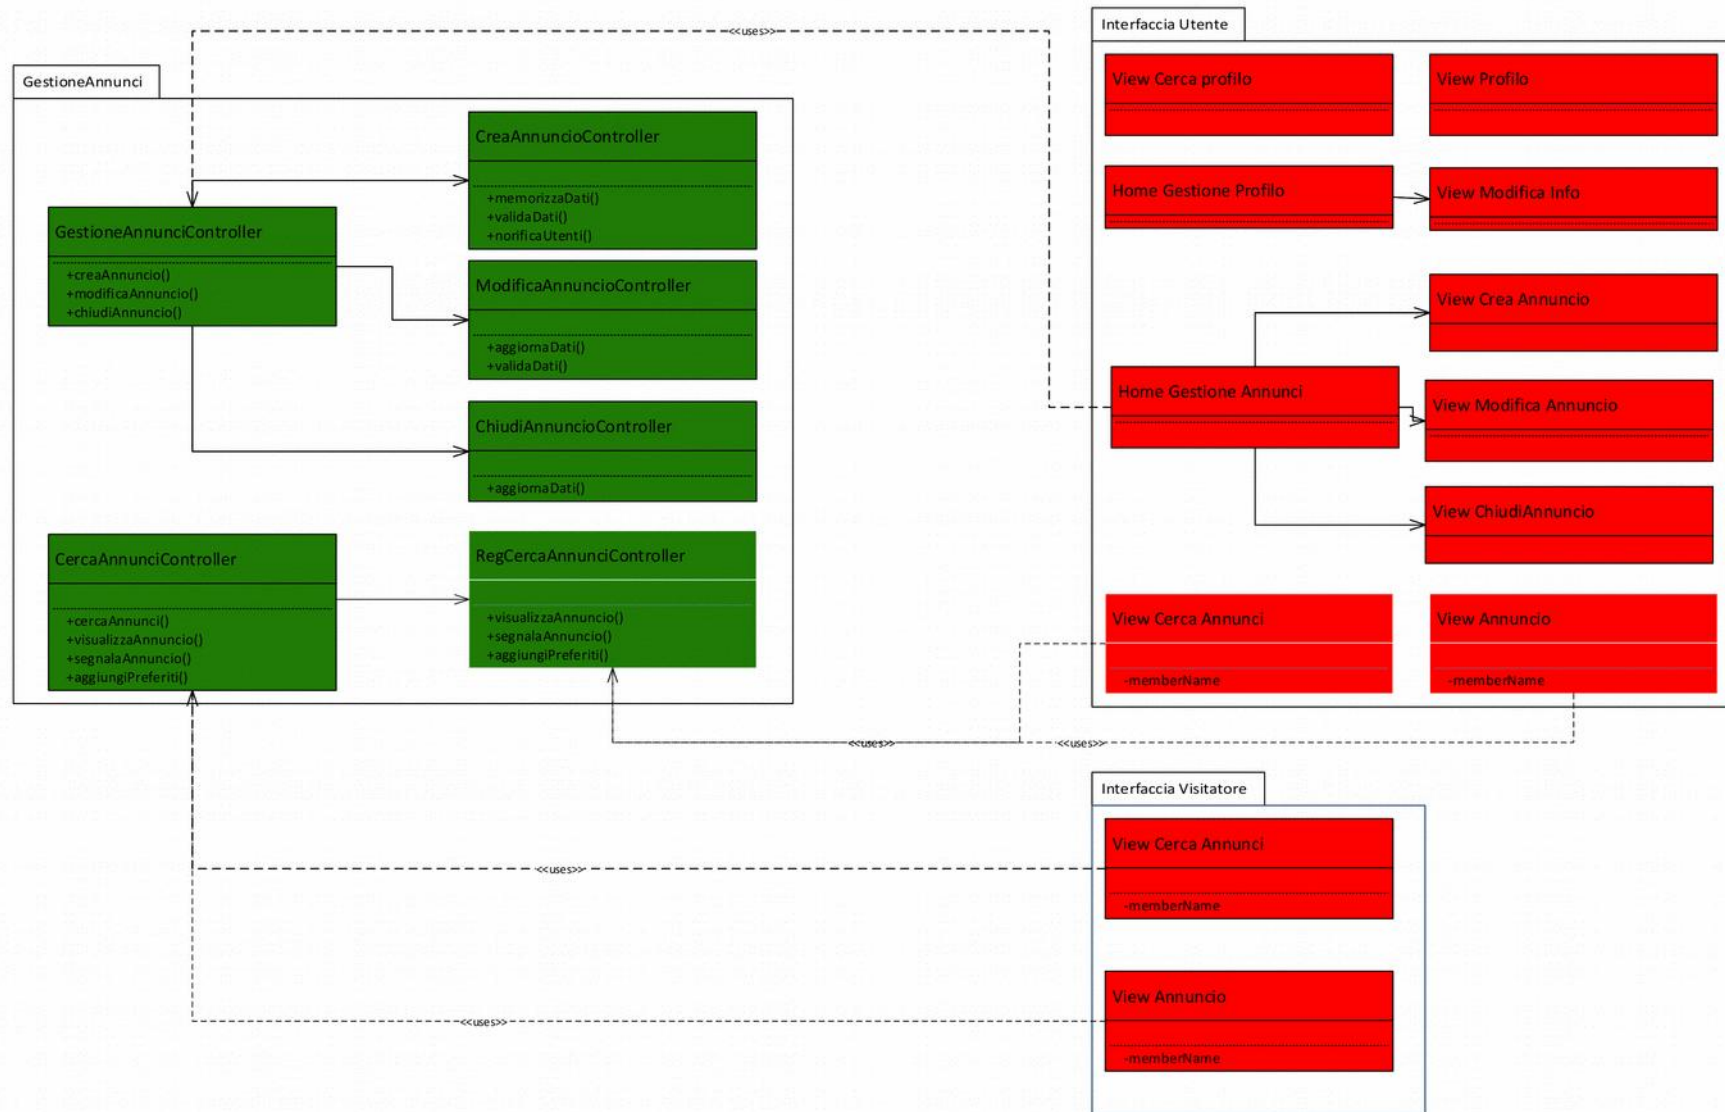 <<uses>>
GestioneAnnunci
CreaAnnuncioController
+memorizzaDati()
+validaDati()
+norificaUtenti()
GestioneAnnunciController
+creaAnnuncio()
+modificaAnnuncio()
+chiudiAnnuncio()
ModificaAnnuncioController
+aggiornaDati()
+validaDati()
ChiudiAnnuncioController
+aggiornaDati()
CercaAnnunciController
+cercaAnnunci()
+visualizzaAnnuncio()
+segnalaAnnuncio()
+aggiungiPreferiti()
RegCercaAnnunciController
+visualizzaAnnuncio()
+segnalaAnnuncio()
+aggiungiPreferiti()
Interfaccia Utente
View Cerca profilo
View Profilo
Home Gestione Profilo
View Modifica Info
View Crea Annuncio
Home Gestione Annunci
View Modifica Annuncio
View ChiudiAnnuncio
View Cerca Annunci
-memberName
View Annuncio
-memberName
<<uses>>
<<uses>>
Interfaccia Visitatore
View Cerca Annunci
-memberName
<<uses>>
View Annuncio
-memberName
<<uses>>